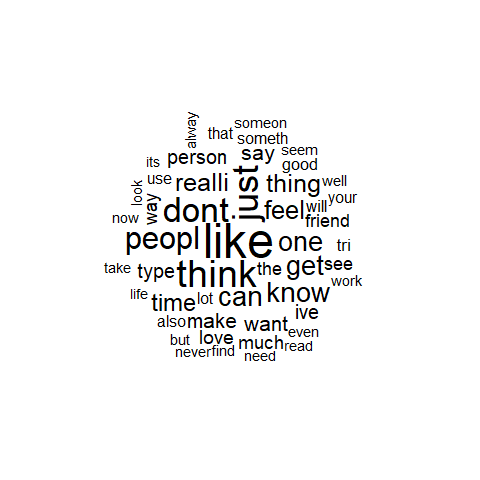 alway
someon
that
someth
its
person
say
seem
good
look
use
realli
just
thing
well
now
way
dont.
feel
will
your
friend
peopl
like
one
tri
take
type
think
the
get
see
work
life
time
lot
can
know
also
make
want
ive
even
but
love
much
read
never
find
need